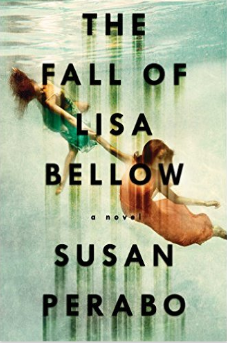 THE
FALL OF
LISA
BELLOW
a novel
SUSAN
PERABO